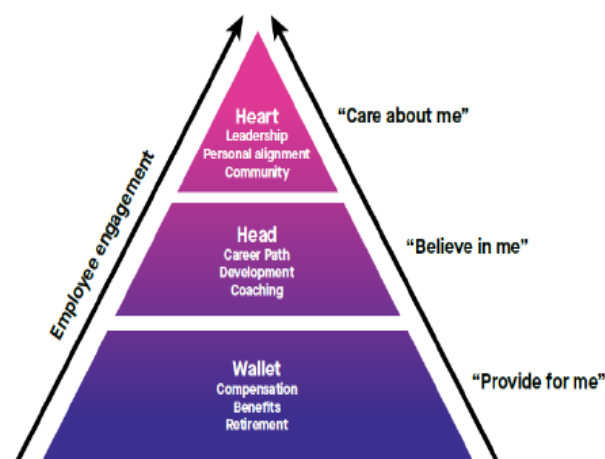 Heart
Leadership
Personal alignment
Community
"Care about me"
Employee engagement
Head
Career Path
Development
Coaching
"Believe in me"
Wallet
Compensation
Benefits
Retirement
"Provide for me"